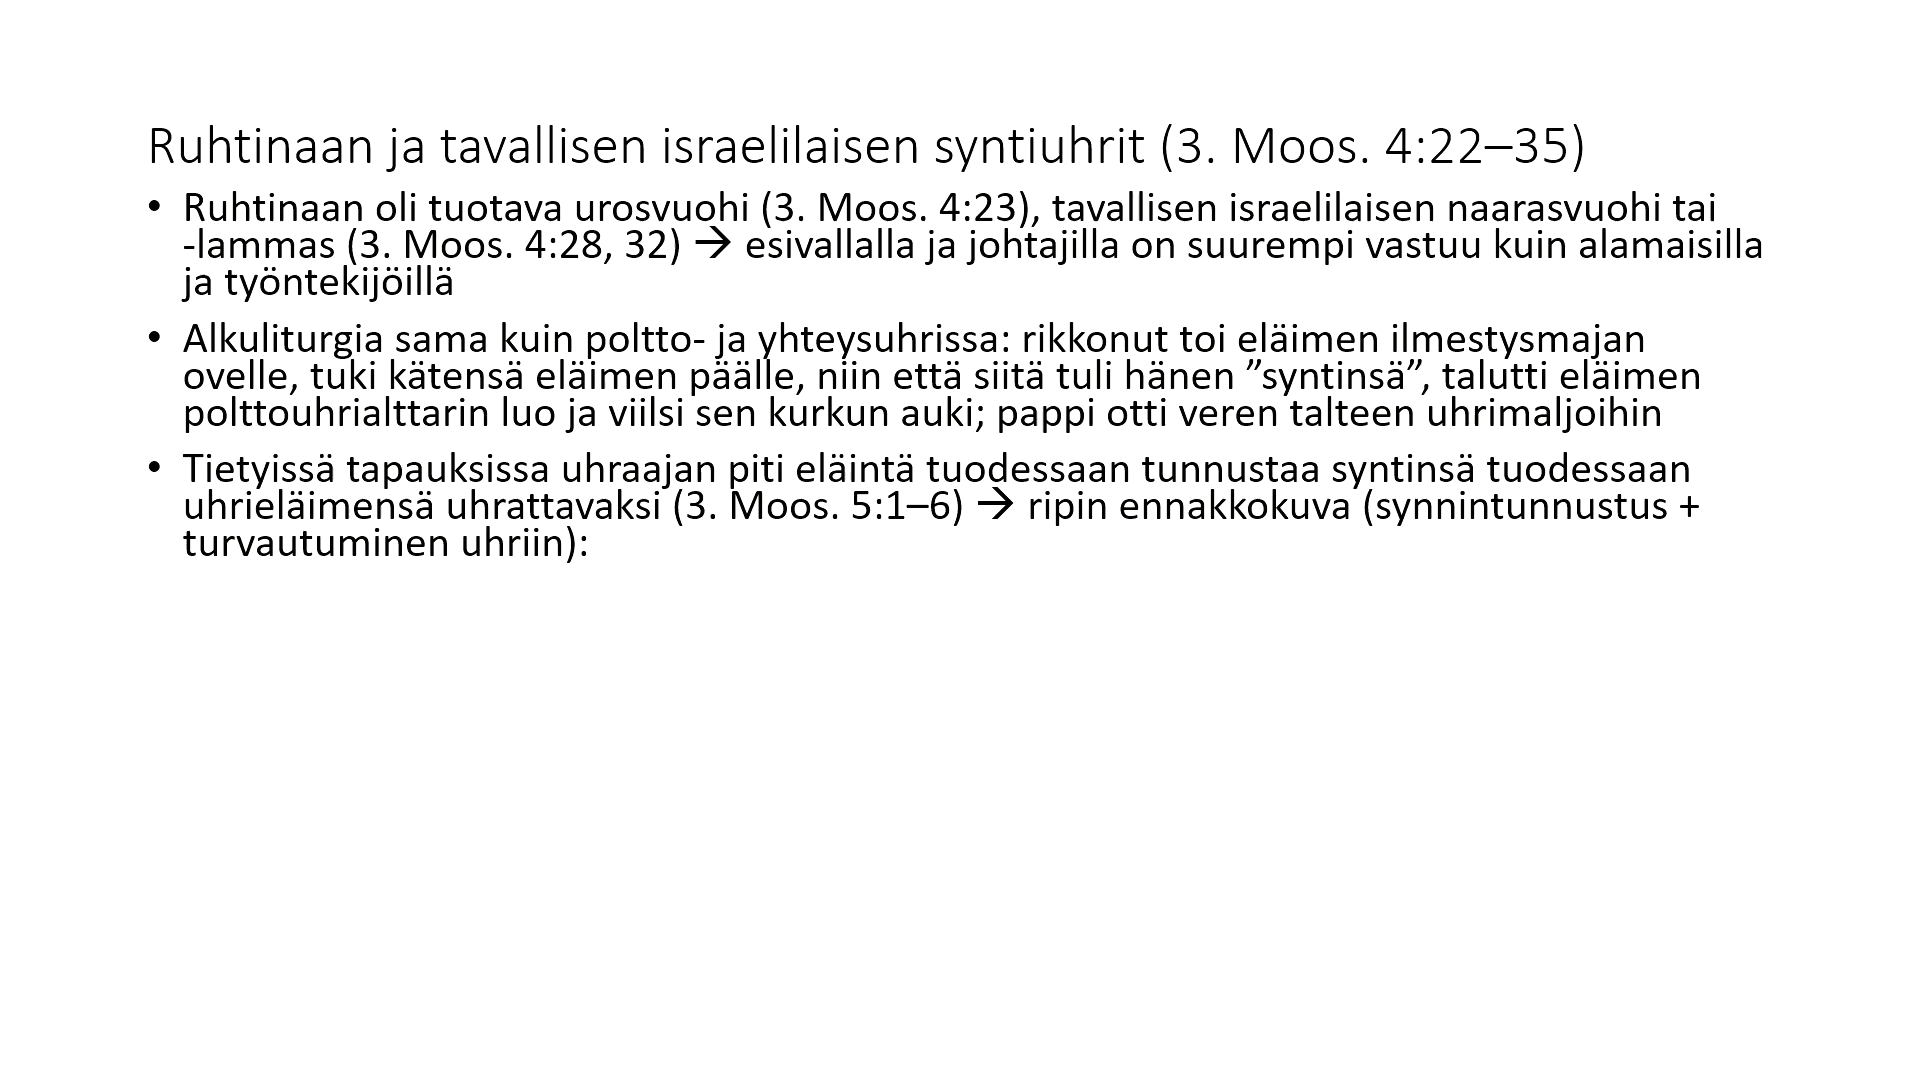 Ruhtinaan ja tavallisen israelilaisen syntiuhrit (3. Moos. 4:22–35)
• Ruhtinaan oli tuotava urosvuohi (3. Moos. 4:23), tavallisen israelilaisen naarasvuohi tai
-lammas (3. Moos. 4:28, 32) → esivallalla ja johtajilla on suurempi vastuu kuin alamaisilla
ja työntekijöillä
• Alkuliturgia sama kuin poltto- ja yhteysuhrissa: rikkonut toi eläimen ilmestysmajan
ovelle, tuki kätensä eläimen päälle, niin että siitä tuli hänen ”syntinsä”, talutti eläimen
polttouhrialttarin luo ja viilsi sen kurkun auki; pappi otti veren talteen uhrimaljoihin
• Tietyissä tapauksissa uhraajan piti eläintä tuodessaan tunnustaa syntinsä tuodessaan
uhrieläimensä uhrattavaksi (3. Moos. 5:1–6) → ripin ennakkokuva (synnintunnustus +
turvautuminen uhriin):